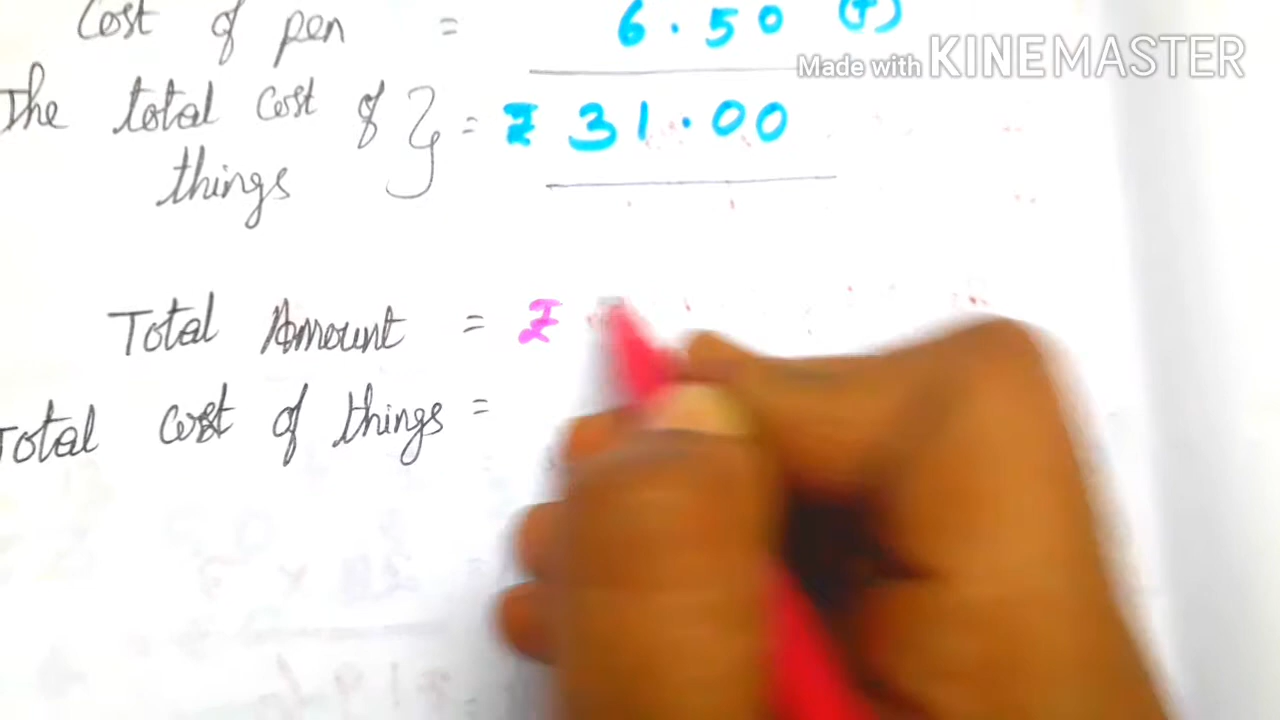 Cost of pen = 6.50 (+)
Made with KINEMASTER
The total cost of } = ₹ 31.00
things
Total Amount = ₹
Total cost of things =